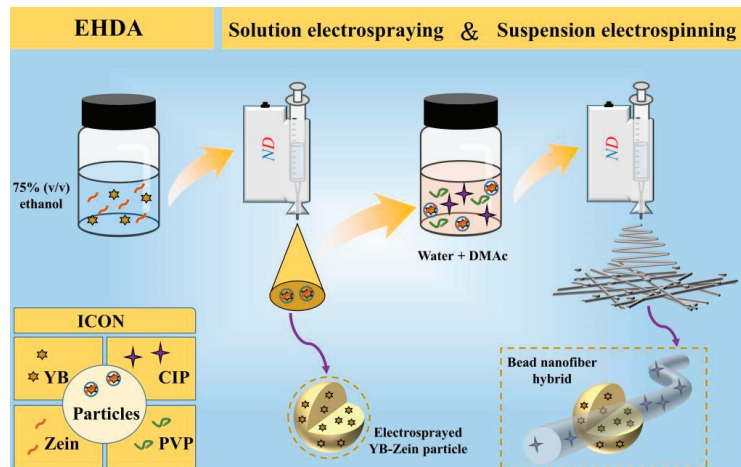 EHDA
Solution electrospraying & Suspension electrospinning
75% (v/v)
ethanol
ND
ND
Water + DMAc
ICON
YB
CIP
Particles
Zein
PVP
Electrosprayed
YB-Zein particle
Bead nanofiber
hybrid